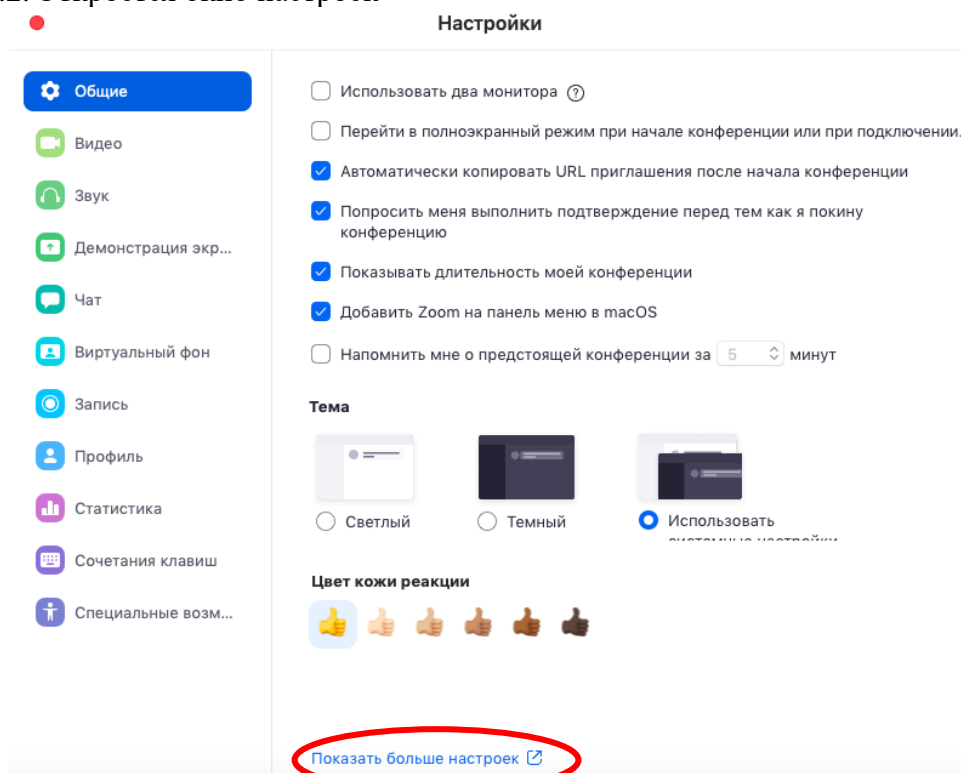 Настройки
Общие
Видео
Звук
Демонстрация экр...
Чат
Виртуальный фон
Запись
Профиль
Статистика
Сочетания клавиш
Специальные возм...
Использовать два монитора ?
Перейти в полноэкранный режим при начале конференции или при подключении.
Автоматически копировать URL приглашения после начала конференции
Попросить меня выполнить подтверждение перед тем как я покину
конференцию
Показывать длительность моей конференции
Добавить Zoom на панель меню в macOS
Напомнить мне о предстоящей конференции за 5 минут
Тема
Светлый
Темный
Использовать
системные настройки
Цвет кожи реакции
Показать больше настроек